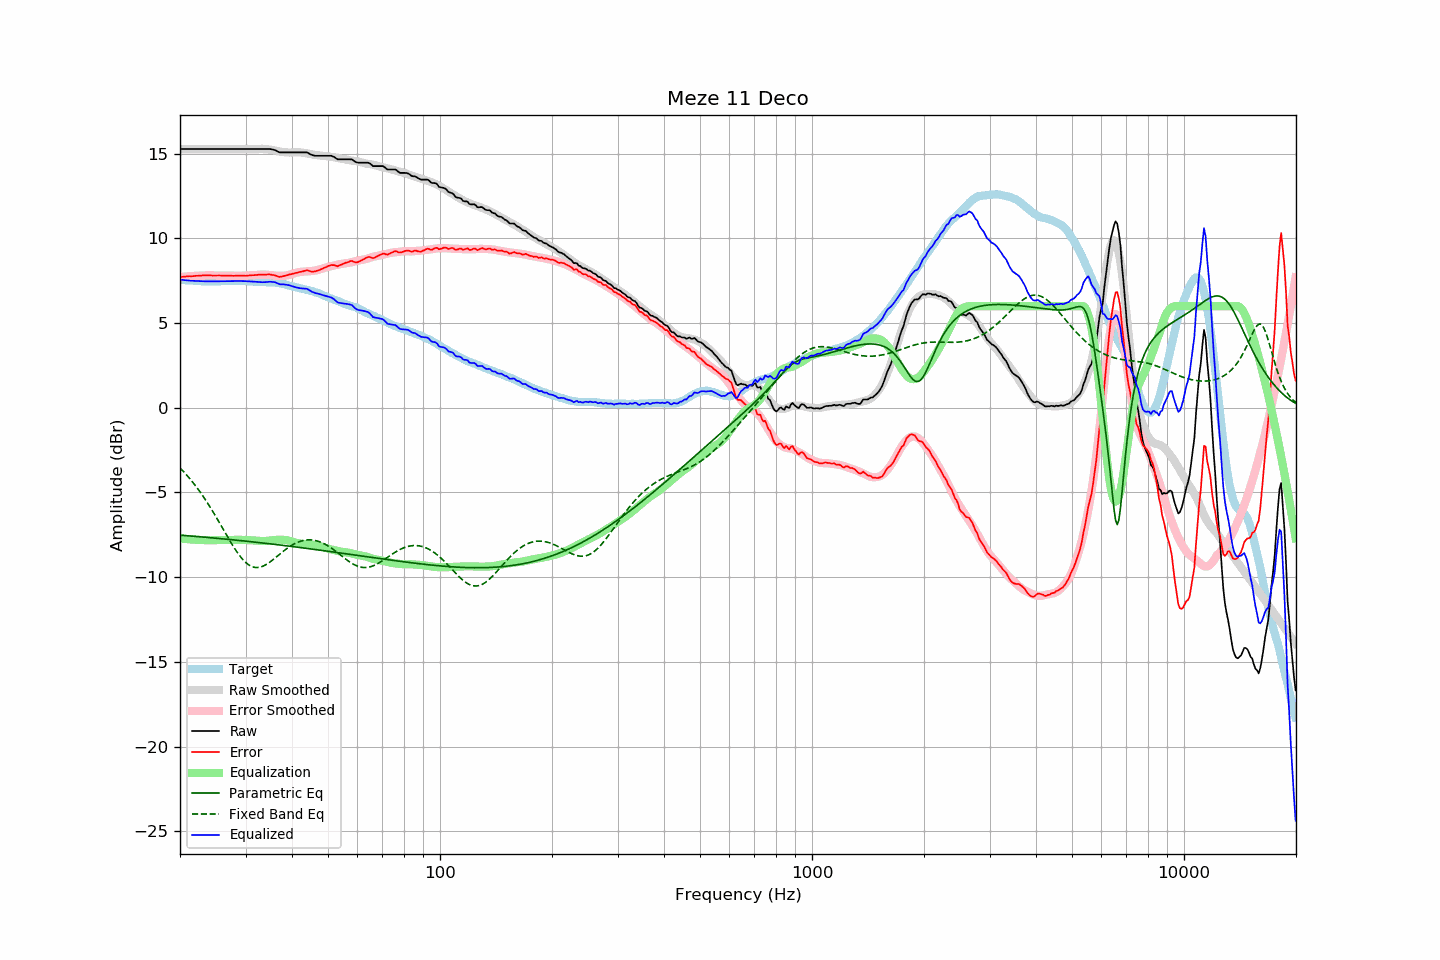 Meze 11 Deco
Amplitude (dBr)
15
10
5
0
−5
−10
−15
−20
−25
Target
Raw Smoothed
Error Smoothed
Raw
Error
Equalization
Parametric Eq
Fixed Band Eq
Equalized
100
1000
10000
Frequency (Hz)